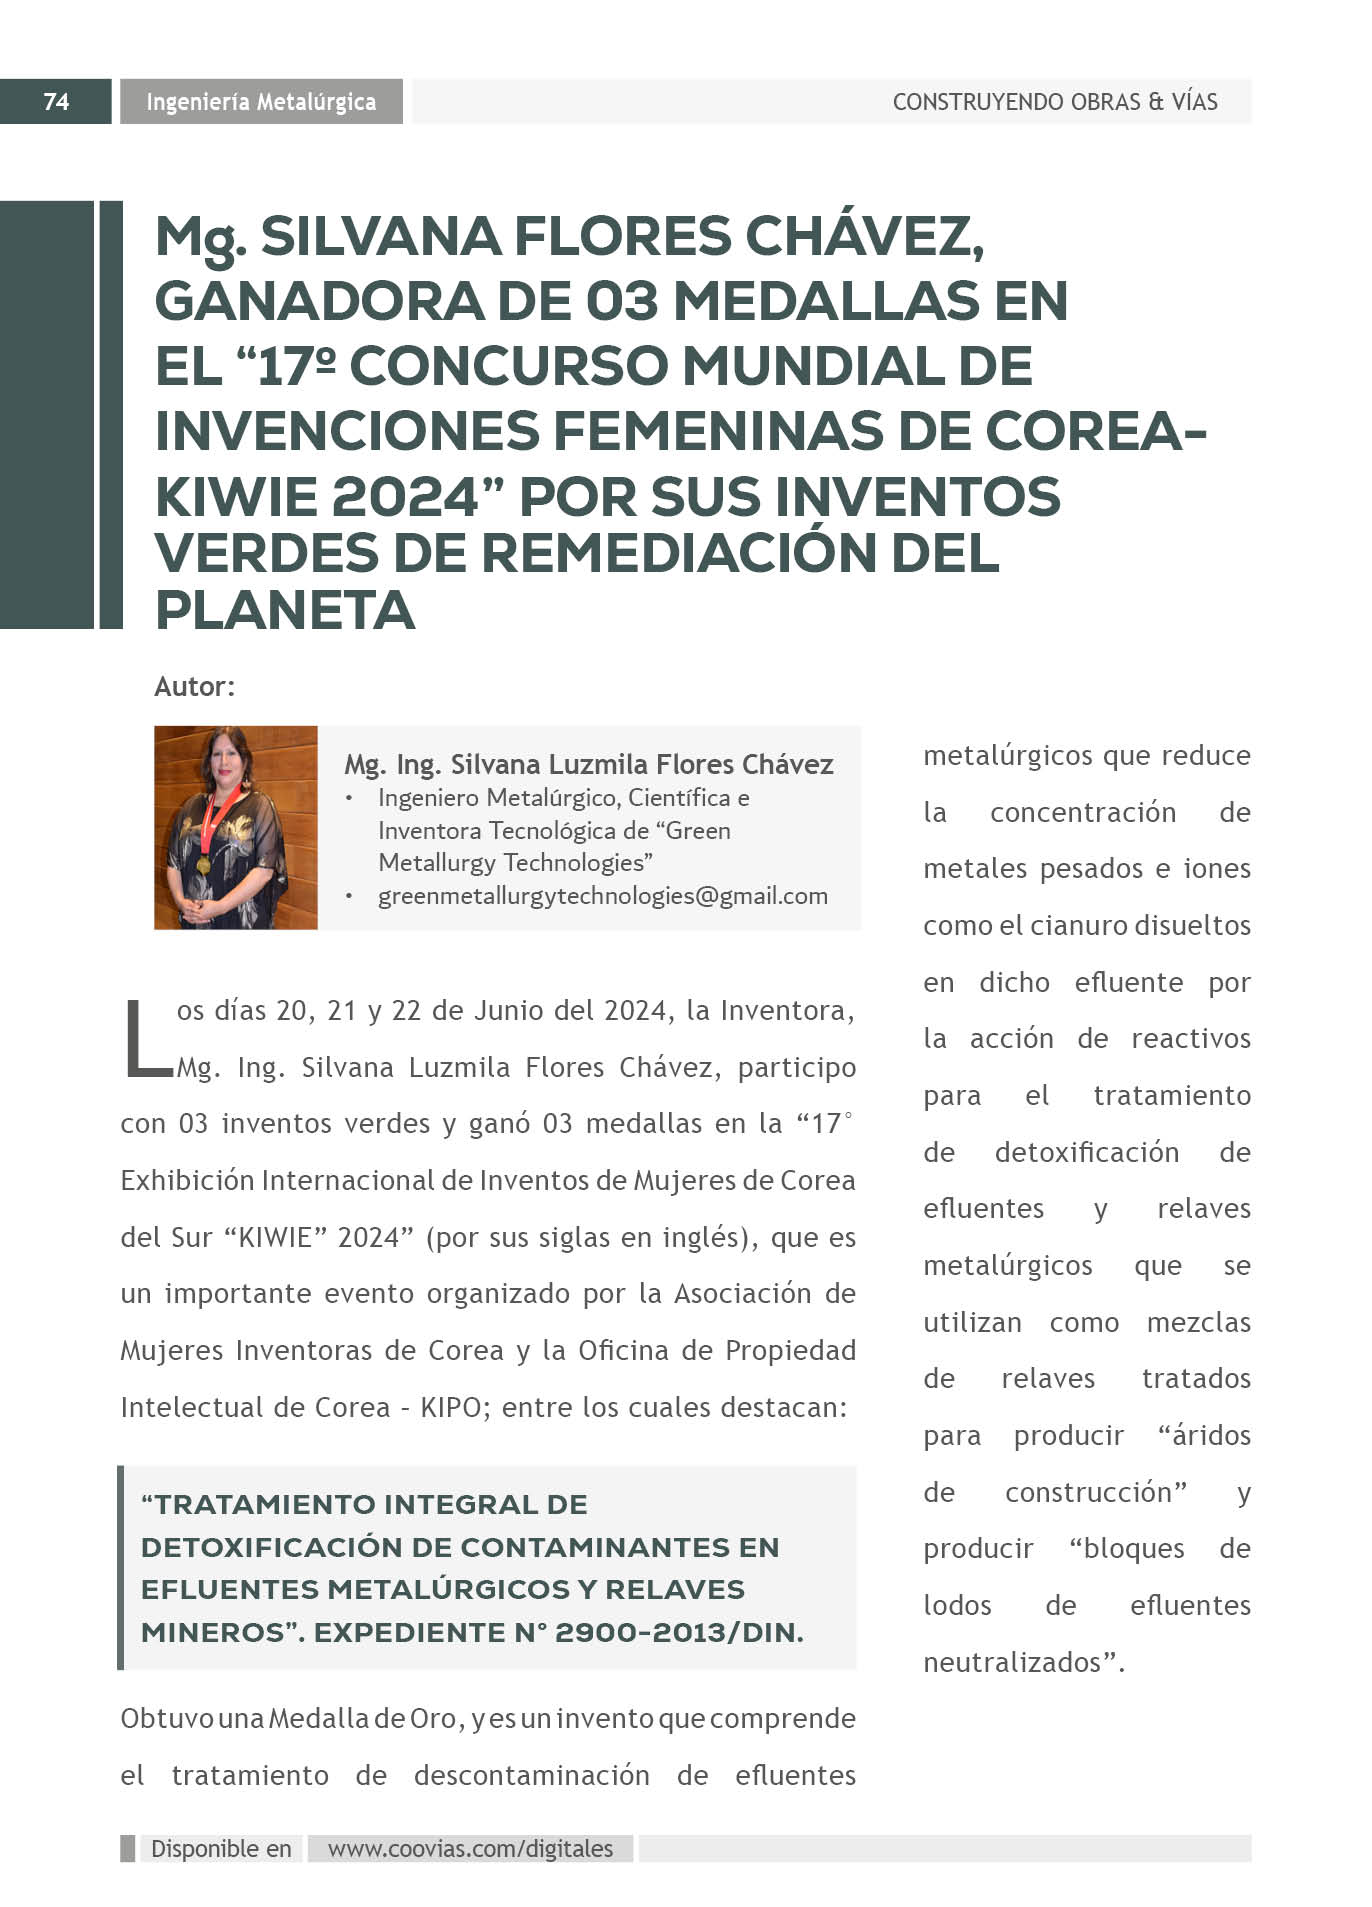 74
Ingeniería Metalúrgica
CONSTRUYENDO OBRAS & VÍAS
Mg. SILVANA FLORES CHÁVEZ,
GANADORA DE 03 MEDALLAS EN
EL “17º CONCURSO MUNDIAL DE
INVENCIONES FEMENINAS DE COREA-
KIWIE 2024” POR SUS INVENTOS
VERDES DE REMEDIACIÓN DEL
PLANETA
Autor:
Mg. Ing. Silvana Luzmila Flores Chávez
• Ingeniero Metalúrgico, Científica e
Inventora Tecnológica de “Green
Metallurgy Technologies”
• greenmetallurgytechnologies@gmail.com
Los días 20, 21 y 22 de Junio del 2024, la Inventora,
Mg. Ing. Silvana Luzmila Flores Chávez, participo
con 03 inventos verdes y ganó 03 medallas en la “17°
Exhibición Internacional de Inventos de Mujeres de Corea
del Sur “KIWIE” 2024” (por sus siglas en inglés), que es
un importante evento organizado por la Asociación de
Mujeres Inventoras de Corea y la Oficina de Propiedad
Intelectual de Corea – KIPO; entre los cuales destacan:
“TRATAMIENTO INTEGRAL DE
DETOXIFICACIÓN DE CONTAMINANTES EN
EFLUENTES METALÚRGICOS Y RELAVES
MINEROS”. EXPEDIENTE N° 2900-2013/DIN.
Obtuvo una Medalla de Oro, y es un invento que comprende
el tratamiento de descontaminación de efluentes
metalúrgicos que reduce
la concentración de
metales pesados e iones
como el cianuro disueltos
en dicho efluente por
la acción de reactivos
para el tratamiento
de detoxificación de
efluentes y relaves
metalúrgicos que se
utilizan como mezclas
de relaves tratados
para producir “áridos
de construcción” y
producir “bloques de
lodos de efluentes
neutralizados”.
Disponible en
www.coovias.com/digitales